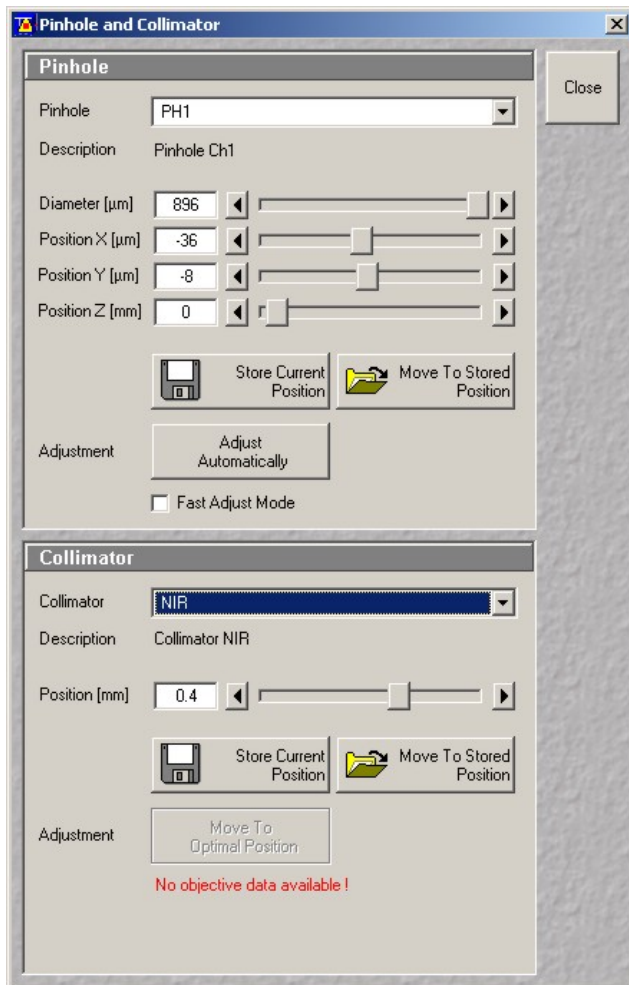 Pinhole and Collimator
Pinhole
Close
Pinhole PH1
Description Pinhole Ch1
Diameter [µm] 896
Position X [µm] -36
Position Y [µm] -8
Position Z [mm] 0
Store Current
Position
Move To Stored
Position
Adjustment
Adjust
Automatically
Fast Adjust Mode
Collimator
Collimator NIR
Description Collimator NIR
Position [mm] 0.4
Store Current
Position
Move To Stored
Position
Adjustment
Move To
Optimal Position
No objective data available !